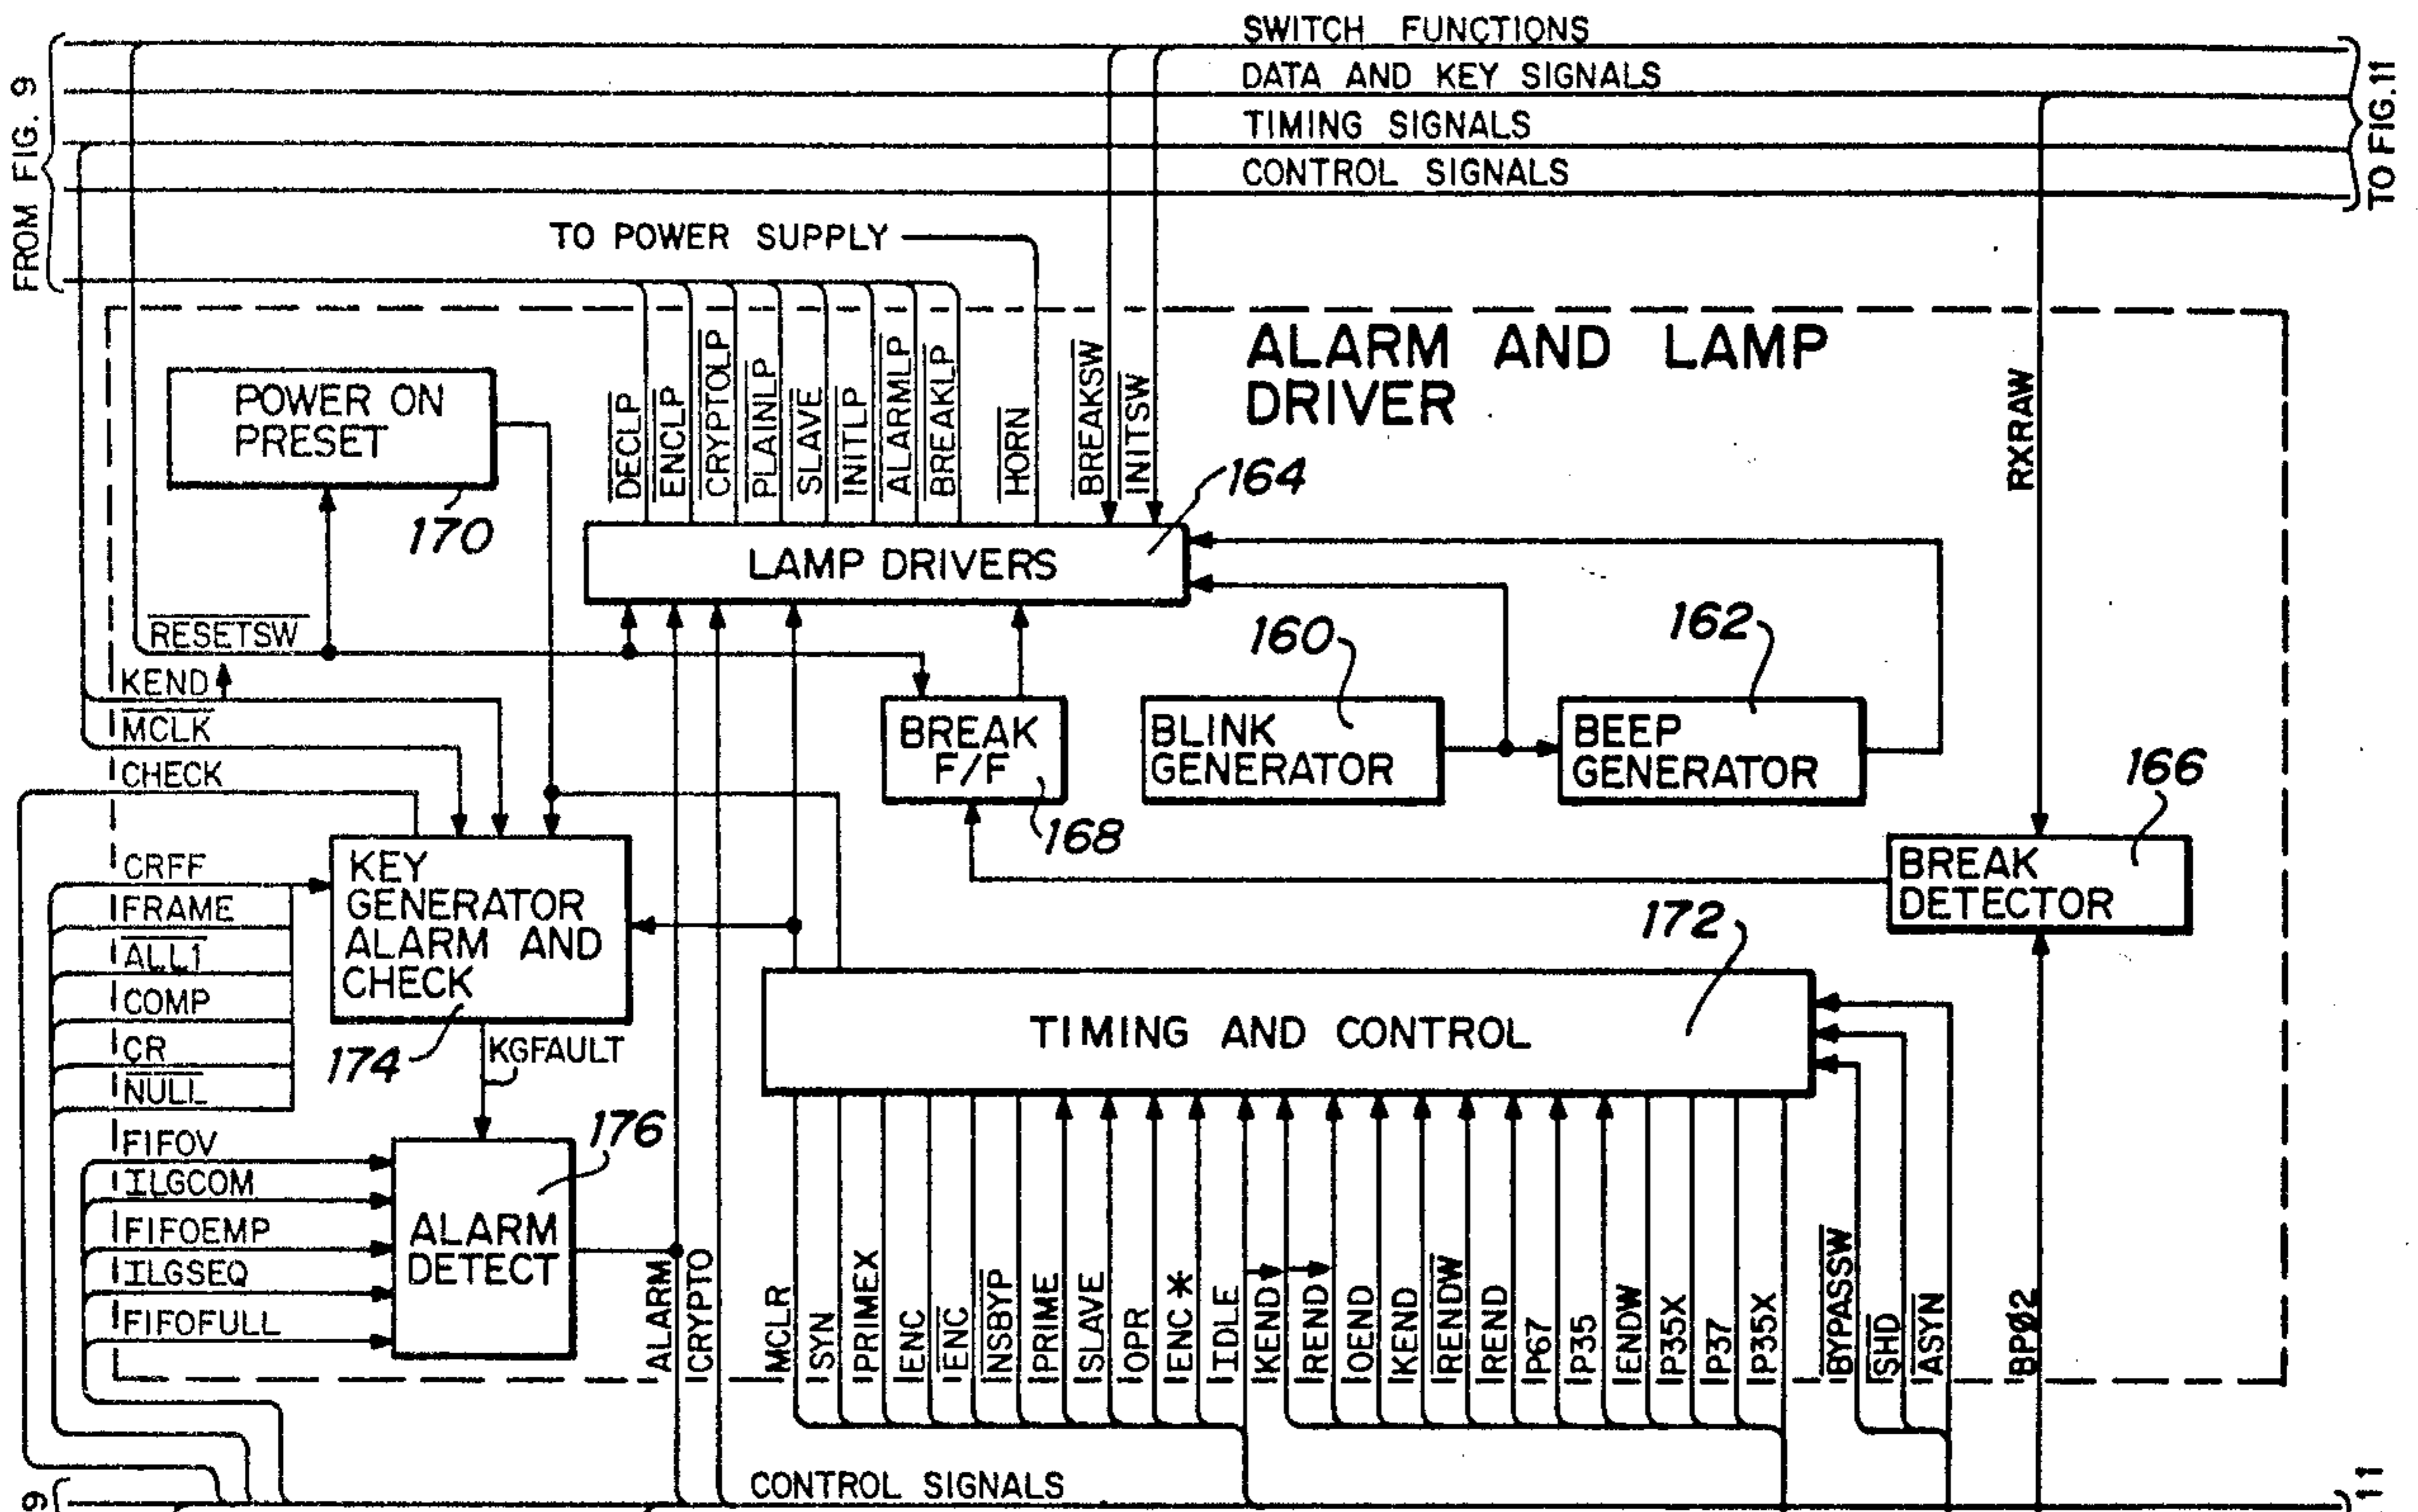 SWITCH FUNCTIONS
DATA AND KEY SIGNALS
TIMING SIGNALS
CONTROL SIGNALS
FROM FIG. 9
TO FIG. 11
TO POWER SUPPLY
ALARM AND LAMP
DRIVER
POWER ON
PRESET
170
DECLP
ENCLP
CRYPTOLP
PLAINLP
SLAVE
INITLP
ALARMLP
BREAKLP
HORN
BREAKSW
INITSW
RXRAW
164
LAMP DRIVERS
RESETSW
KEND
MCLK
CHECK
160
162
BREAK
F/F
168
BLINK
GENERATOR
BEEP
GENERATOR
166
BREAK
DETECTOR
CRFF
FRAME
ALL1
COMP
CR
NULL
KEY
GENERATOR
ALARM AND
CHECK
174
KGFAULT
172
TIMING AND CONTROL
FIFOV
ILGCOM
FIFOEMP
ILGSEQ
FIFOFULL
176
ALARM
DETECT
ALARM
CRYPTO
MCLR
SYN
PRIMEX
ENC
ENC
NSBYP
PRIME
SLAVE
OPR
ENC*
IDLE
KEND
REND
OEND
KEND
RENDW
REND
P67
P35
ENDW
P35X
P37
P35X
BYPASSW
SHD
ASYN
BPØ2
CONTROL SIGNALS
9
11